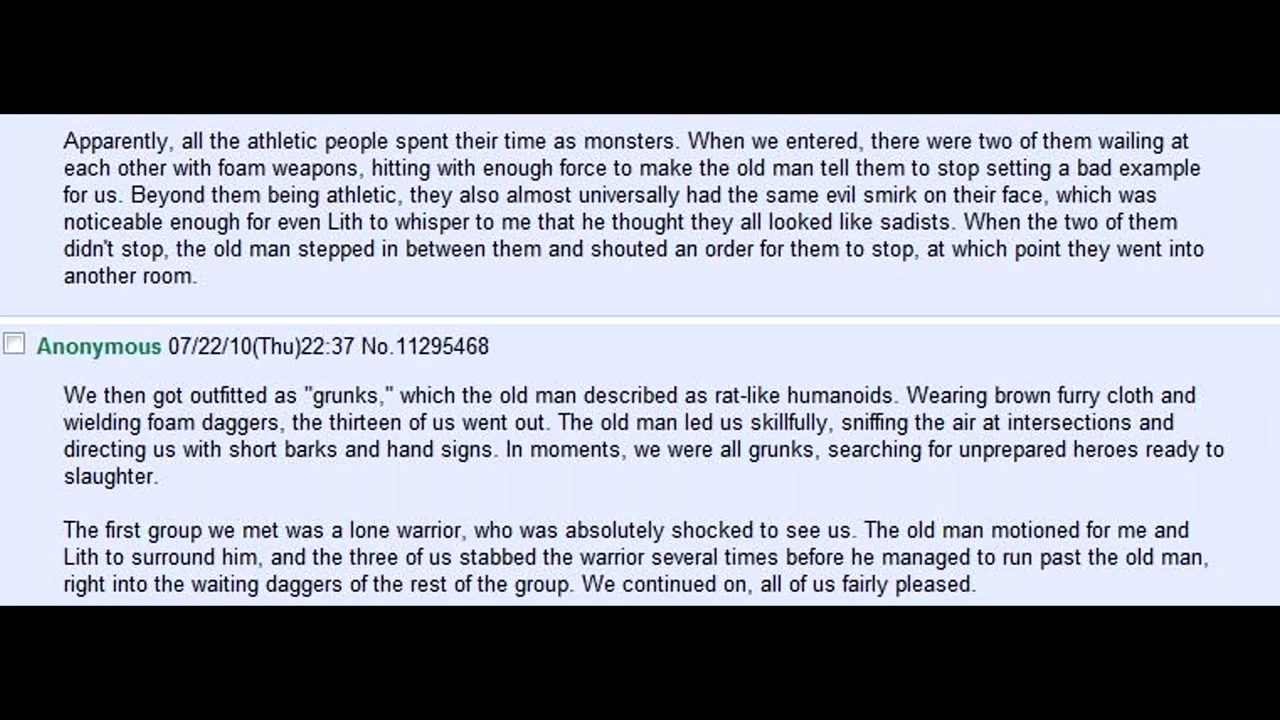 Apparently, all the athletic people spent their time as monsters. When we entered, there were two of them wailing at
each other with foam weapons, hitting with enough force to make the old man tell them to stop setting a bad example
for us. Beyond them being athletic, they also almost universally had the same evil smirk on their face, which was
noticeable enough for even Lith to whisper to me that he thought they all looked like sadists. When the two of them
didn't stop, the old man stepped in between them and shouted an order for them to stop, at which point they went into
another room.
Anonymous 07/22/10(Thu)22:37 No.11295468
We then got outfitted as "grunks," which the old man described as rat-like humanoids. Wearing brown furry cloth and
wielding foam daggers, the thirteen of us went out. The old man led us skillfully, sniffing the air at intersections and
directing us with short barks and hand signs. In moments, we were all grunks, searching for unprepared heroes ready to
slaughter.
The first group we met was a lone warrior, who was absolutely shocked to see us. The old man motioned for me and
Lith to surround him, and the three of us stabbed the warrior several times before he managed to run past the old man,
right into the waiting daggers of the rest of the group. We continued on, all of us fairly pleased.